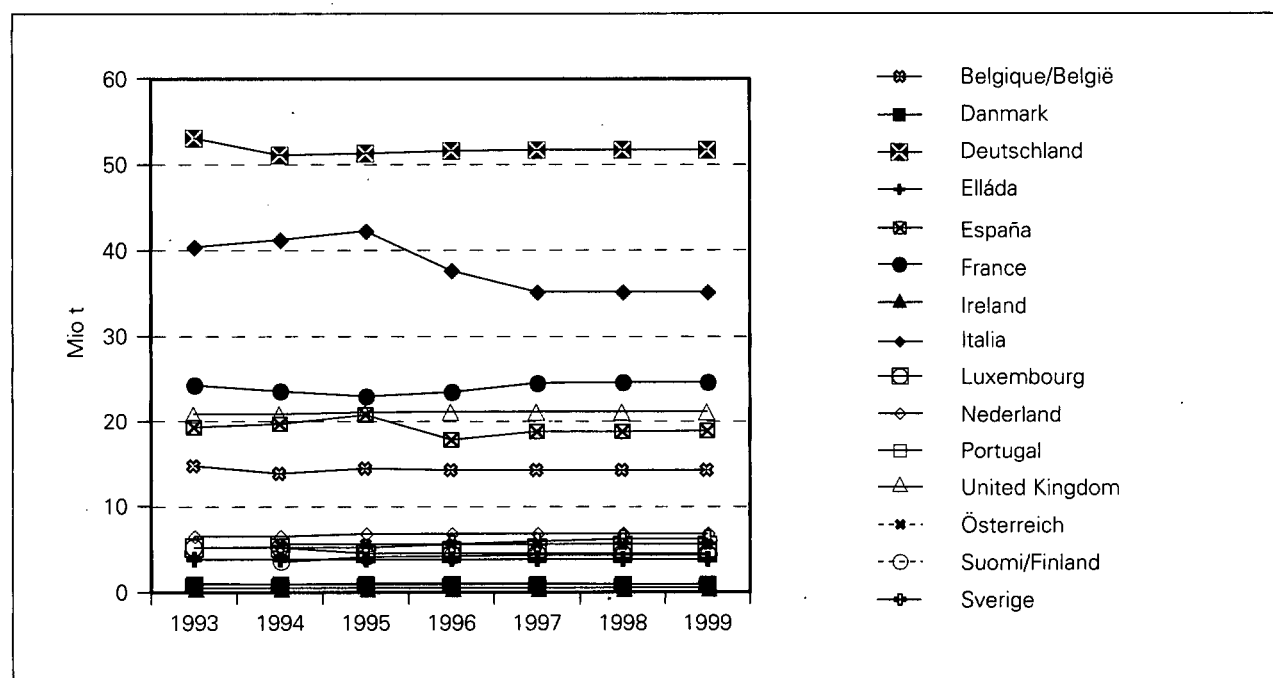 60
50
40
30
20
10
0
Mio t
1993 1994 1995 1996 1997 1998 1999
Belgique/België
Danmark
Deutschland
Elláda
España
France
Ireland
Italia
Luxembourg
Nederland
Portugal
United Kingdom
Österreich
Suomi/Finland
Sverige